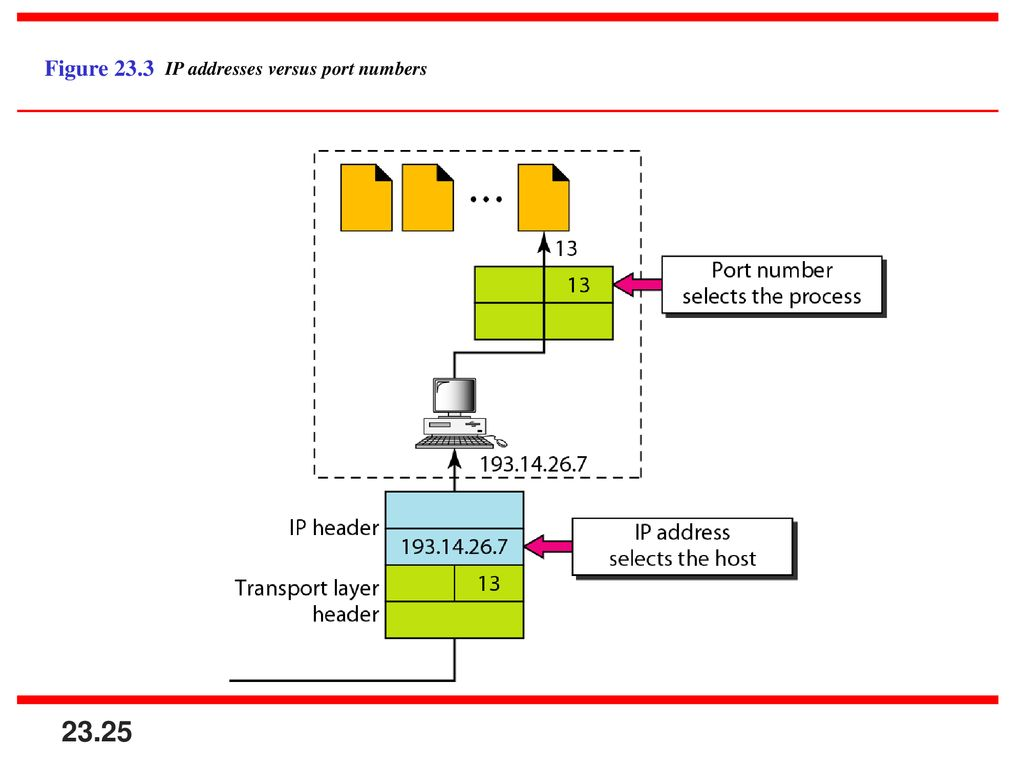 Figure 23.3 IP addresses versus port numbers
13
13
Port number
selects the process
193.14.26.7
IP header
193.14.26.7
IP address
selects the host
Transport layer
header
13
23.25